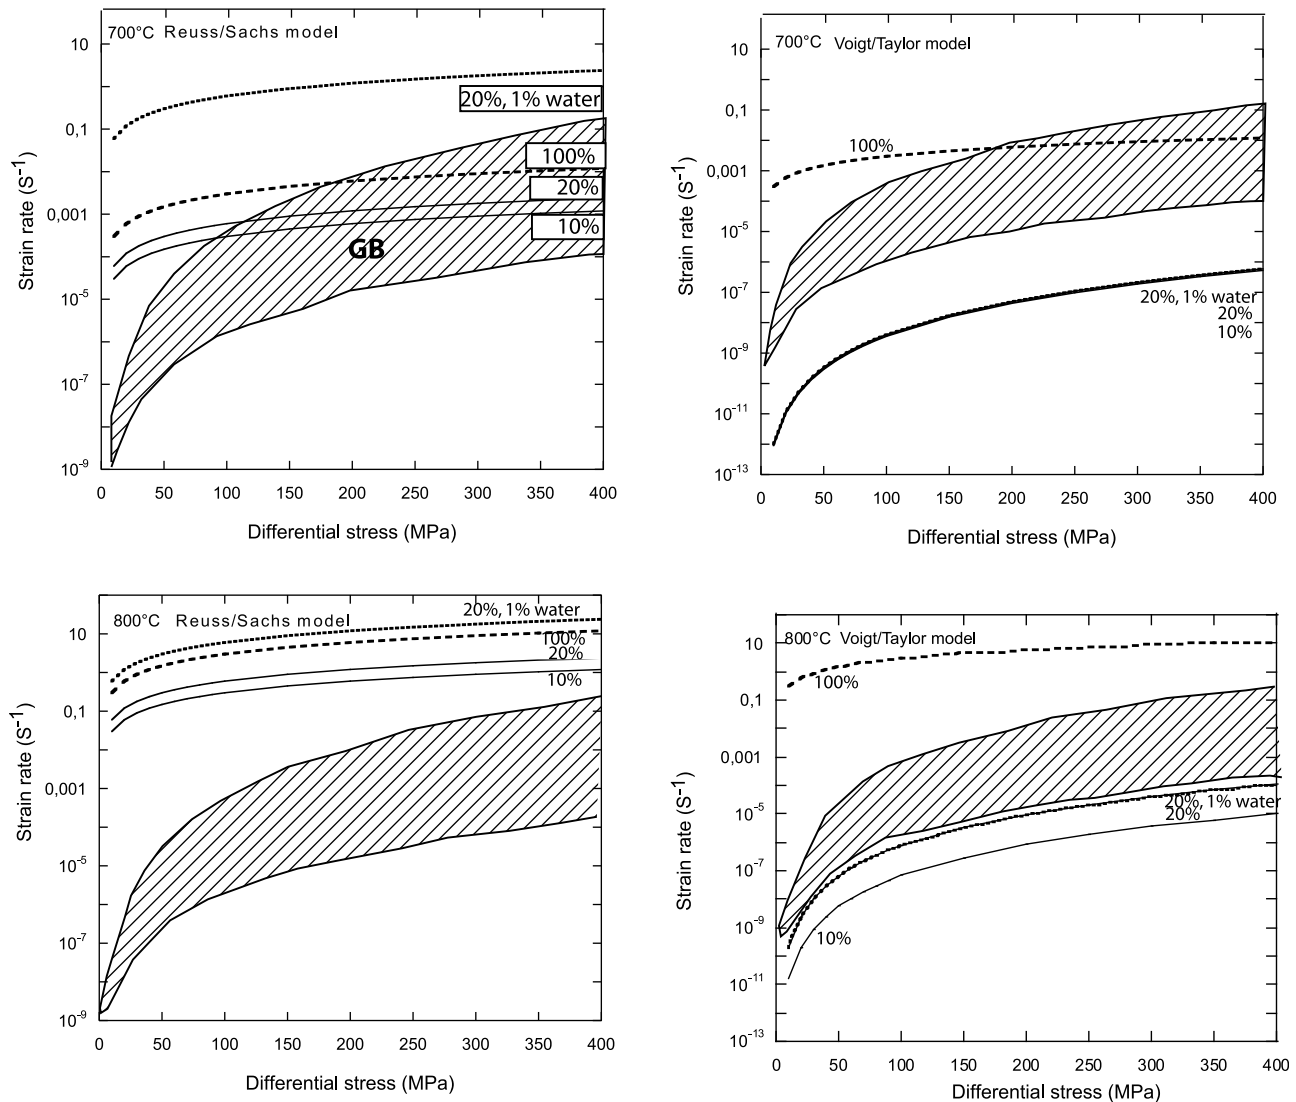 700°C Reuss/Sachs model
10
0,1
0,001
10⁻⁵
10⁻⁷
10⁻⁹
Strain rate (S⁻¹)
20%, 1% water
100%
20%
10%
GB
0 50 100 150 200 250 300 350 400
Differential stress (MPa)
700°C Voigt/Taylor model
10
0,1
0,001
10⁻⁵
10⁻⁷
10⁻⁹
10⁻¹¹
10⁻¹³
Strain rate (S⁻¹)
100%
20%, 1% water
20%
10%
0 50 100 150 200 250 300 350 400
Differential stress (MPa)
800°C Reuss/Sachs model
10
0,1
0,001
10⁻⁵
10⁻⁷
10⁻⁹
Strain rate (S⁻¹)
20%, 1% water
100%
20%
10%
0 50 100 150 200 250 300 350 400
Differential stress (MPa)
800°C Voigt/Taylor model
10
0,1
0,001
10⁻⁵
10⁻⁷
10⁻⁹
10⁻¹¹
10⁻¹³
Strain rate (S⁻¹)
100%
20%, 1% water
20%
10%
0 50 100 150 200 250 300 350 400
Differential stress (MPa)